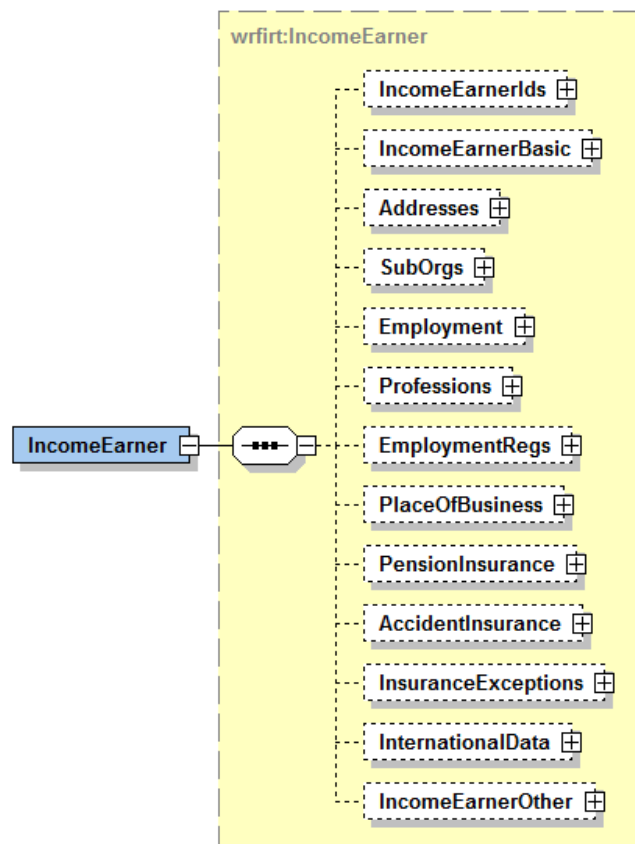 wrfirt:IncomeEarner
IncomeEarnerIds
IncomeEarnerBasic
Addresses
SubOrgs
Employment
Professions
IncomeEarner
EmploymentRegs
PlaceOfBusiness
PensionInsurance
AccidentInsurance
InsuranceExceptions
InternationalData
IncomeEarnerOther